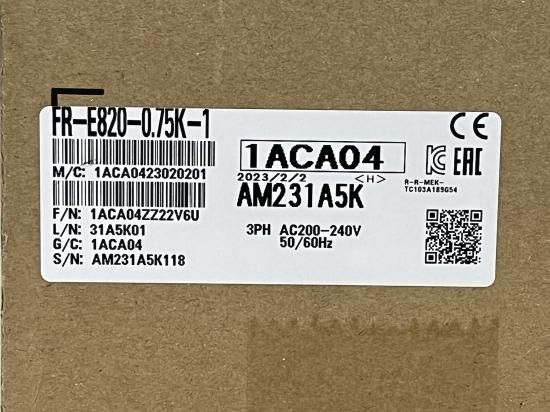 FR-E820-0.75K-1
M/C: 1ACA0423020201
F/N: 1ACA04ZZ22V6U
L/N: 31A5K01
G/C: 1ACA04
S/N: AM231A5K118
1ACA04
2023/2/2 <H>
AM231A5K
3PH AC200-240V
50/60Hz
CE
EAC
R-R-MEK-
TC103A189G54